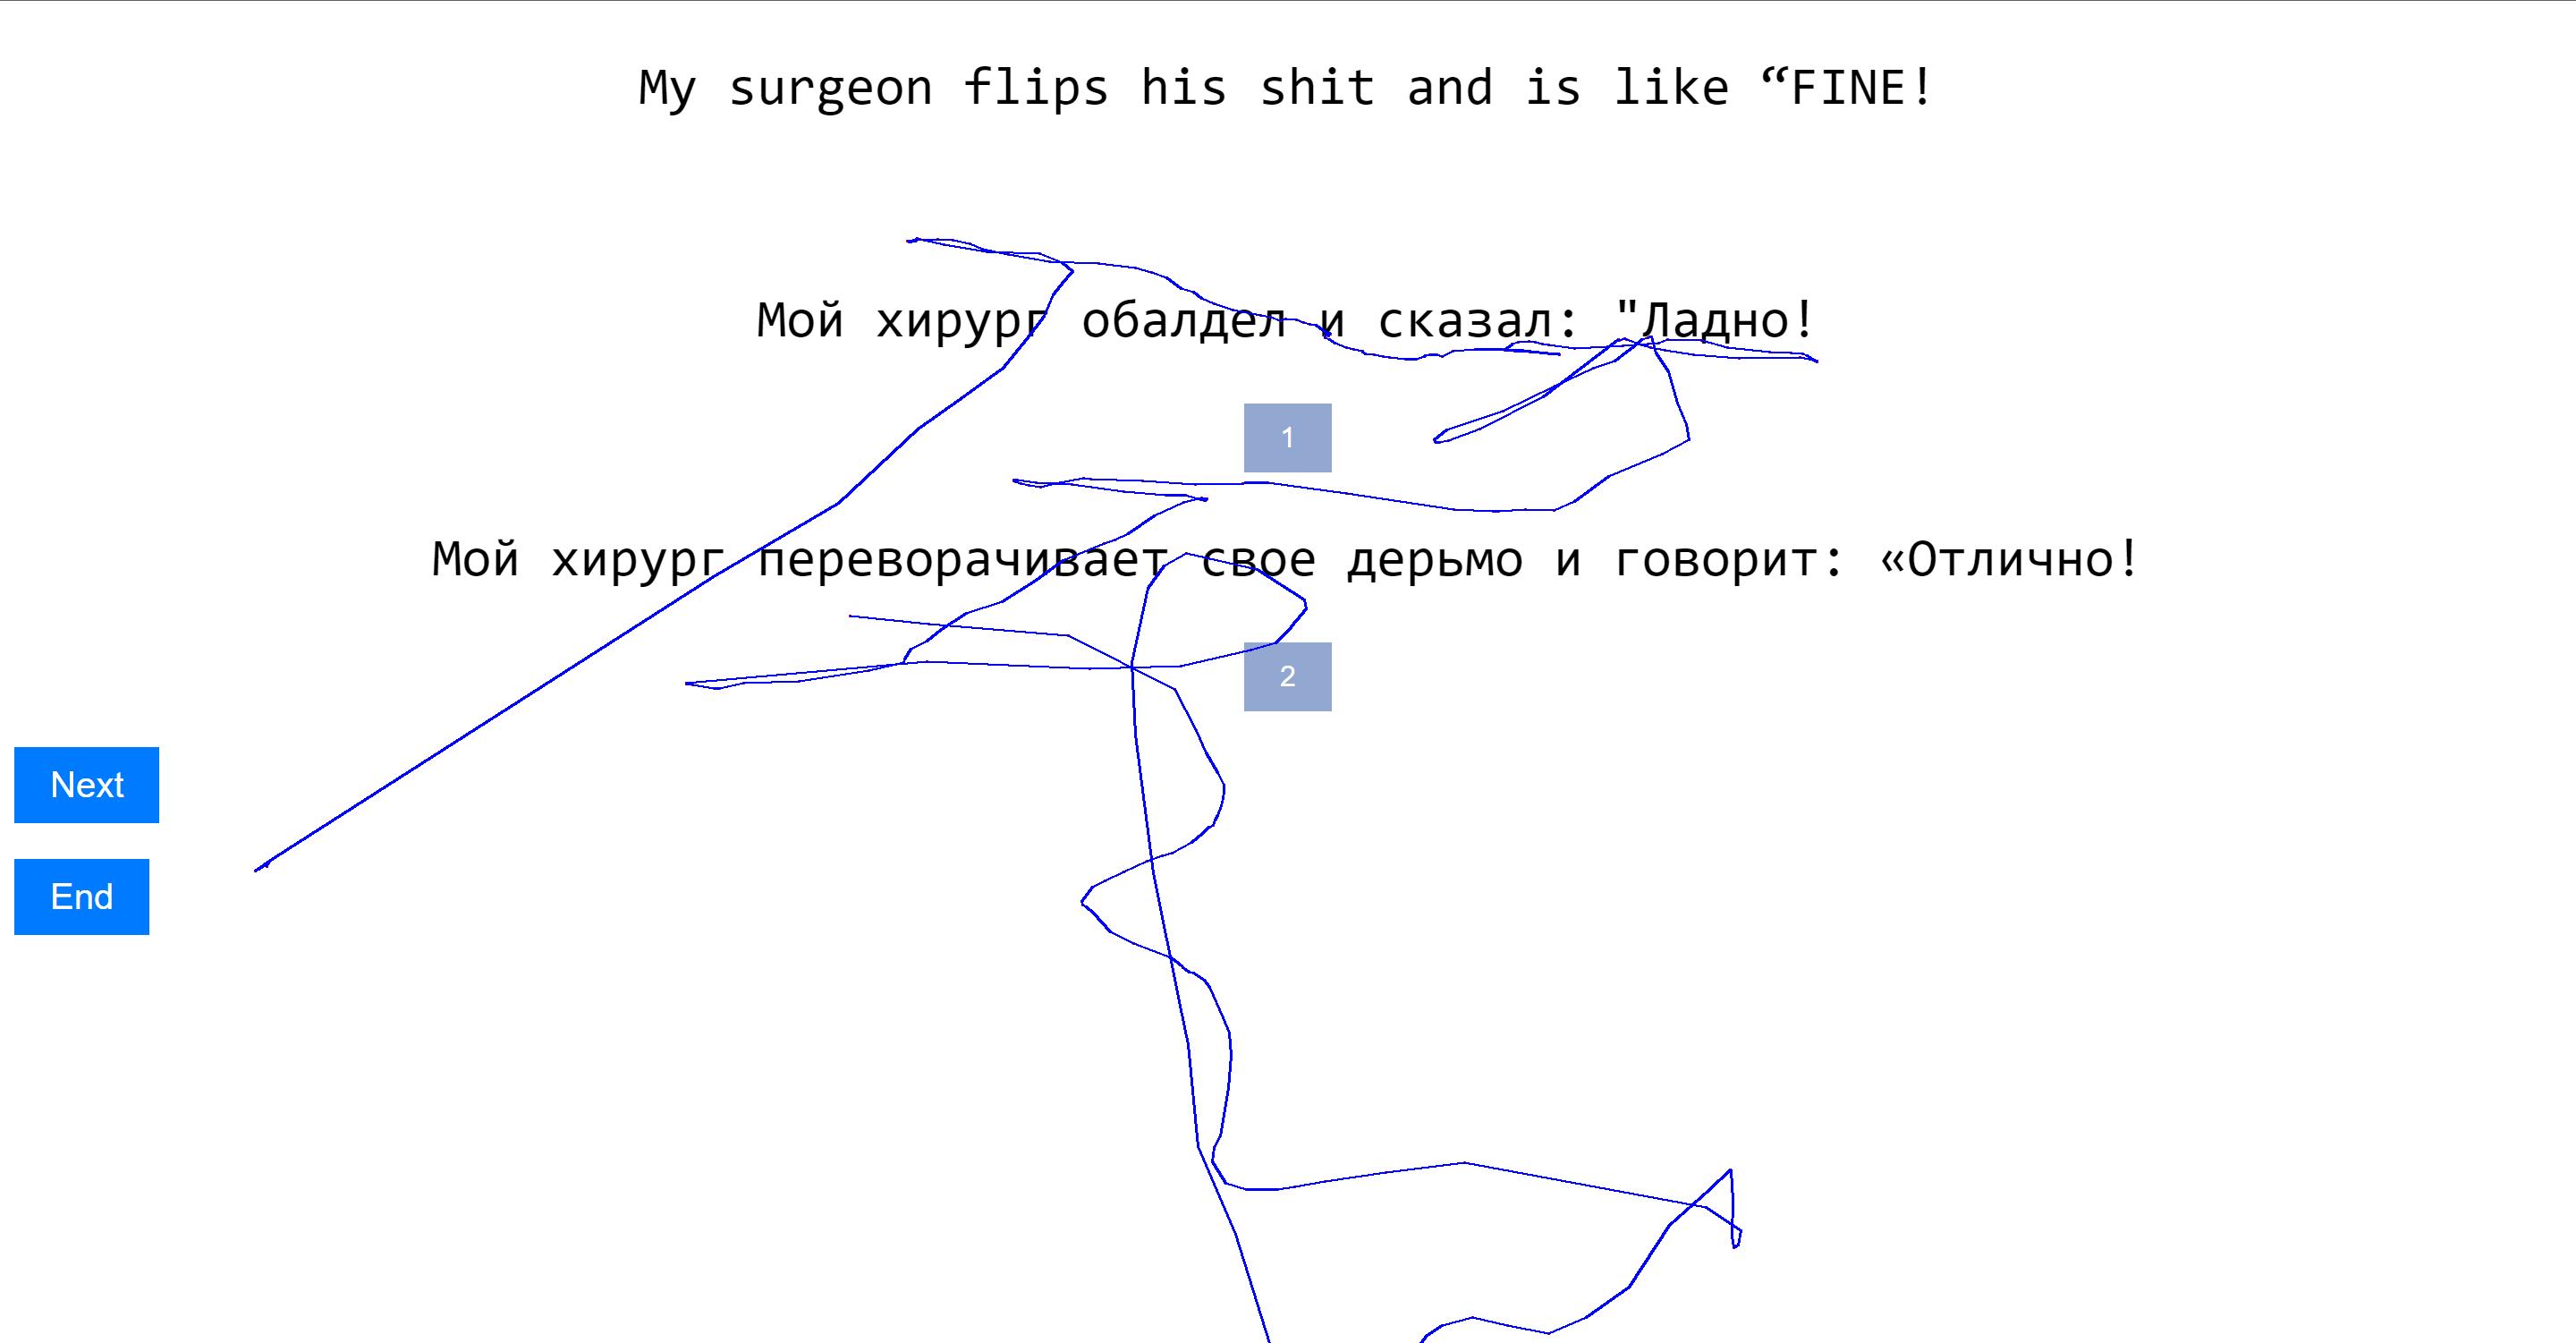 My surgeon flips his shit and is like “FINE!
Мой хирург обалдел и сказал: "Ладно!
1
Мой хирург переворачивает свое дерьмо и говорит: «Отлично!
2
Next
End